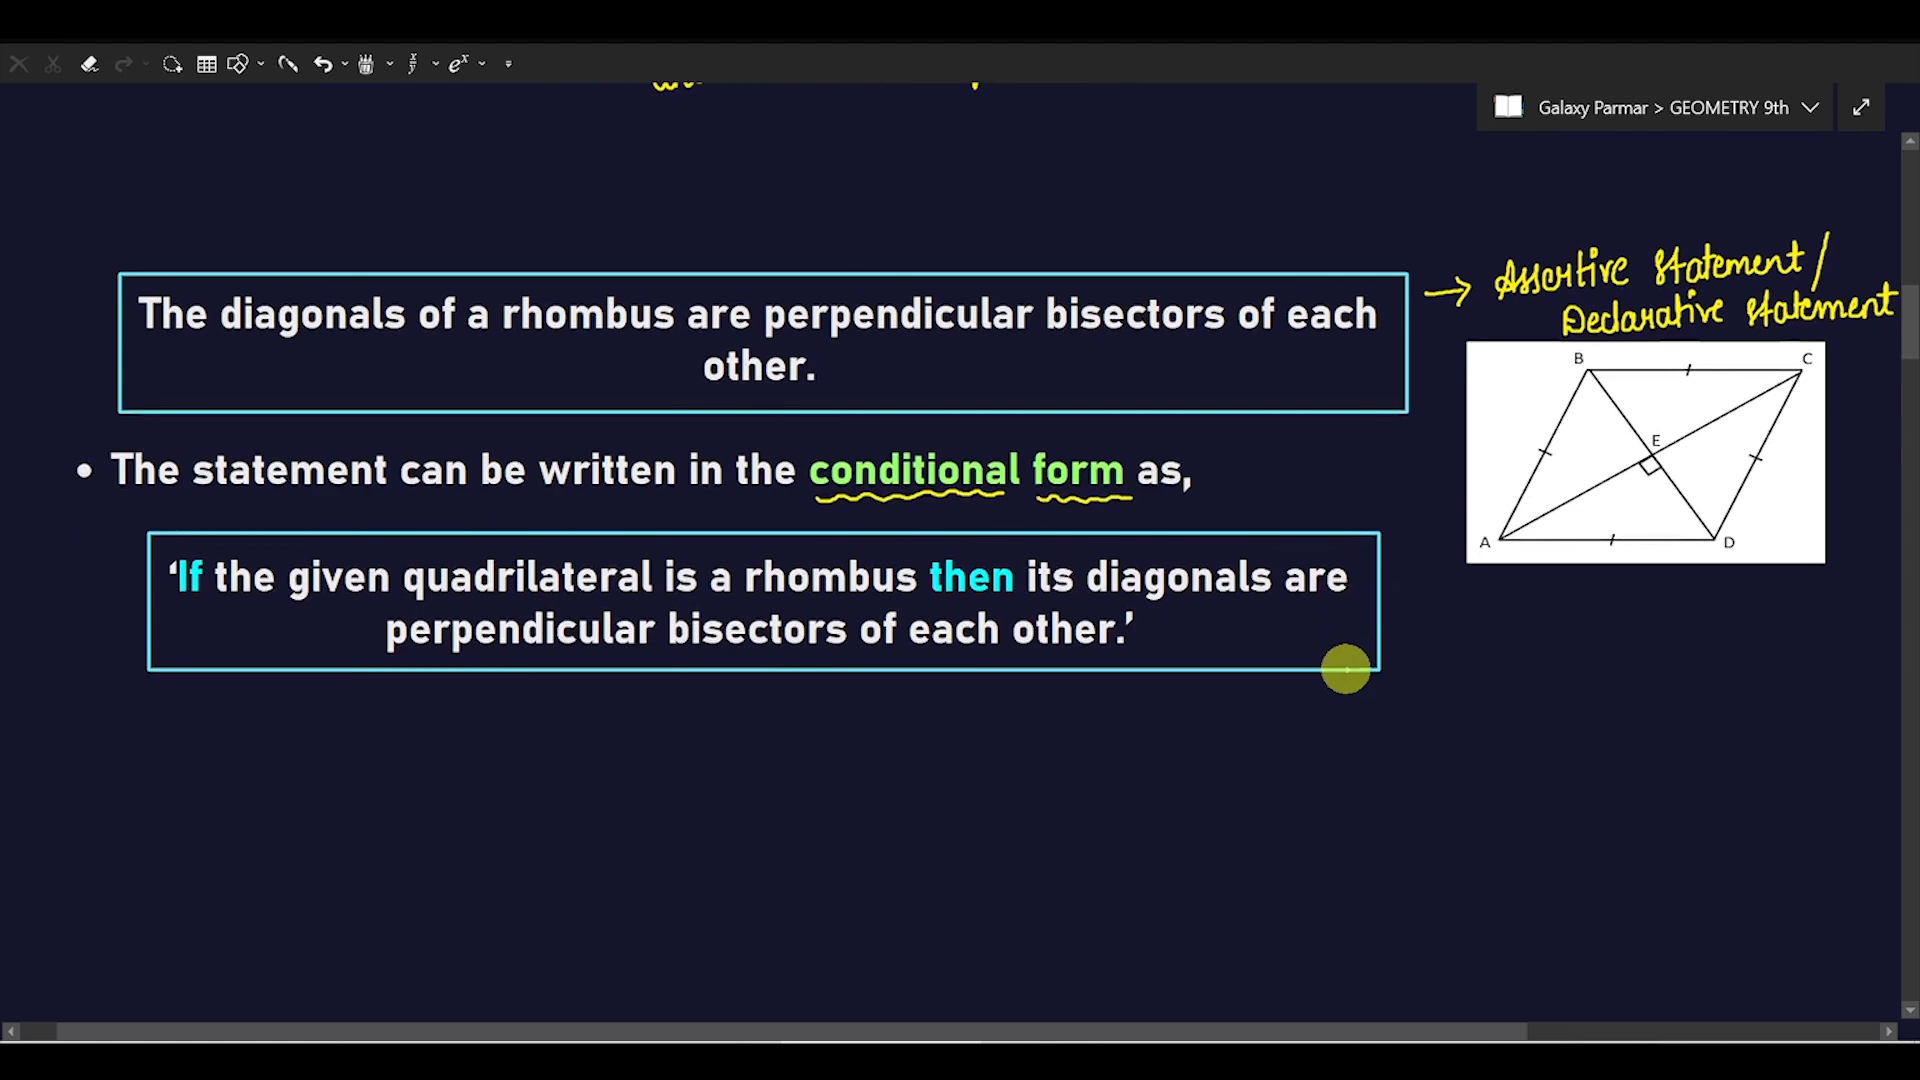 Galaxy Parmar > GEOMETRY 9th
The diagonals of a rhombus are perpendicular bisectors of each
other.
→ Assertive Statement/
Declarative Statement
B
C
E
A
D
• The statement can be written in the conditional form as,
‘If the given quadrilateral is a rhombus then its diagonals are
perpendicular bisectors of each other.’